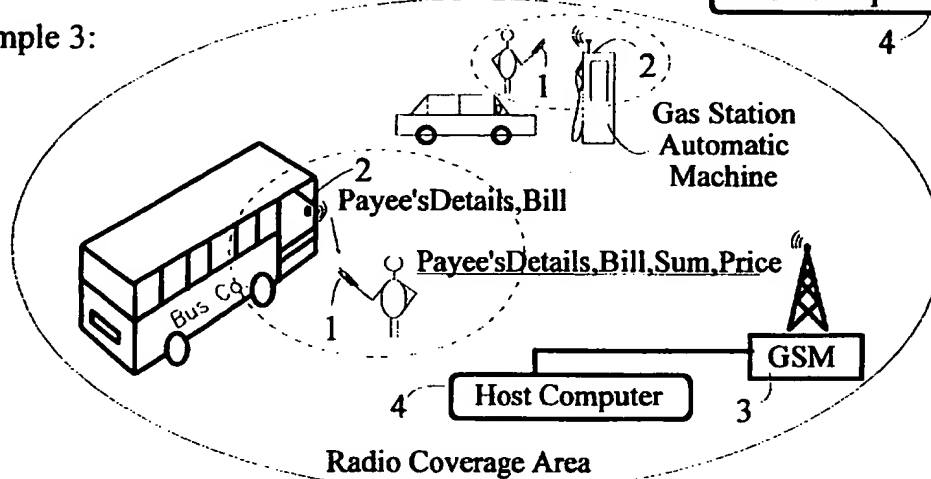 4
mple 3:
1
2
Gas Station
Automatic
Machine
2
Payee'sDetails,Bill
Payee'sDetails,Bill,Sum,Price
Bus Co.
1
GSM
4
Host Computer
3
Radio Coverage Area